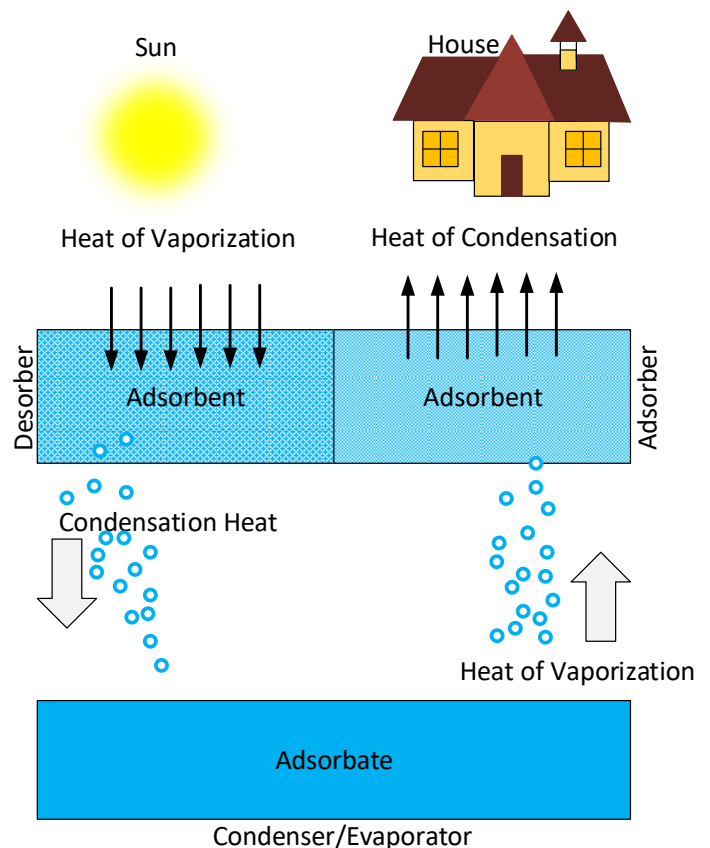 Sun
House
Heat of Vaporization
Heat of Condensation
Desorber
Adsorbent
Adsorbent
Adsorber
Condensation Heat
Heat of Vaporization
Adsorbate
Condenser/Evaporator